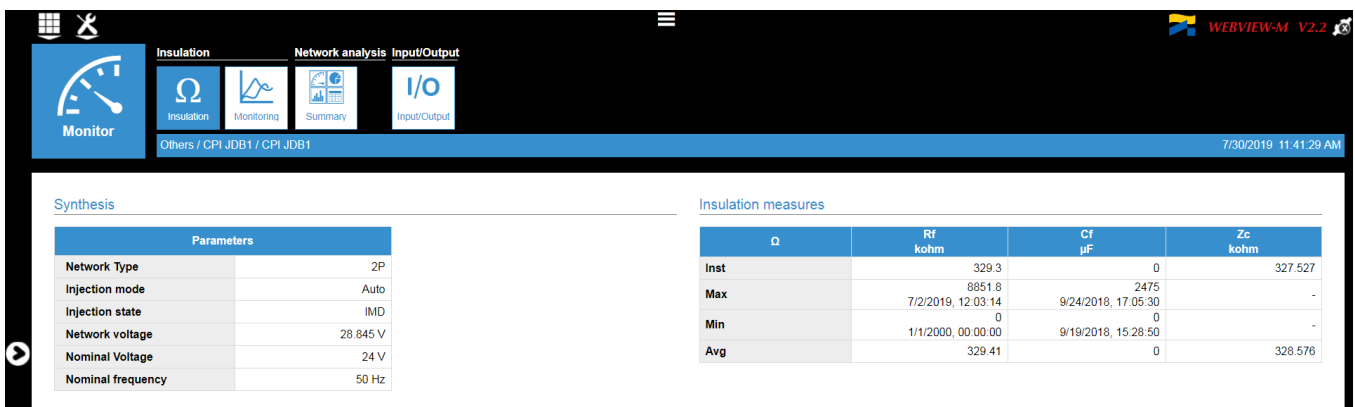 WEBVIEW-M V2.2
Insulation
Network analysis
Input/Output
Monitor
Ω
Insulation
Monitoring
Summary
I/O
Input/Output
Others / CPI JDB1 / CPI JDB1
7/30/2019 11:41:29 AM
Synthesis
Parameters
Network Type 2P
Injection mode Auto
Injection state IMD
Network voltage 28.845 V
Nominal Voltage 24 V
Nominal frequency 50 Hz
Insulation measures
Ω Rf Cf Zc
kohm µF kohm
Inst 329.3 0 327.527
Max 8851.8 2475 -
7/2/2019, 12:03:14 9/24/2018, 17:05:30
Min 0 0 -
1/1/2000, 00:00:00 9/19/2018, 15:28:50
Avg 329.41 0 328.576